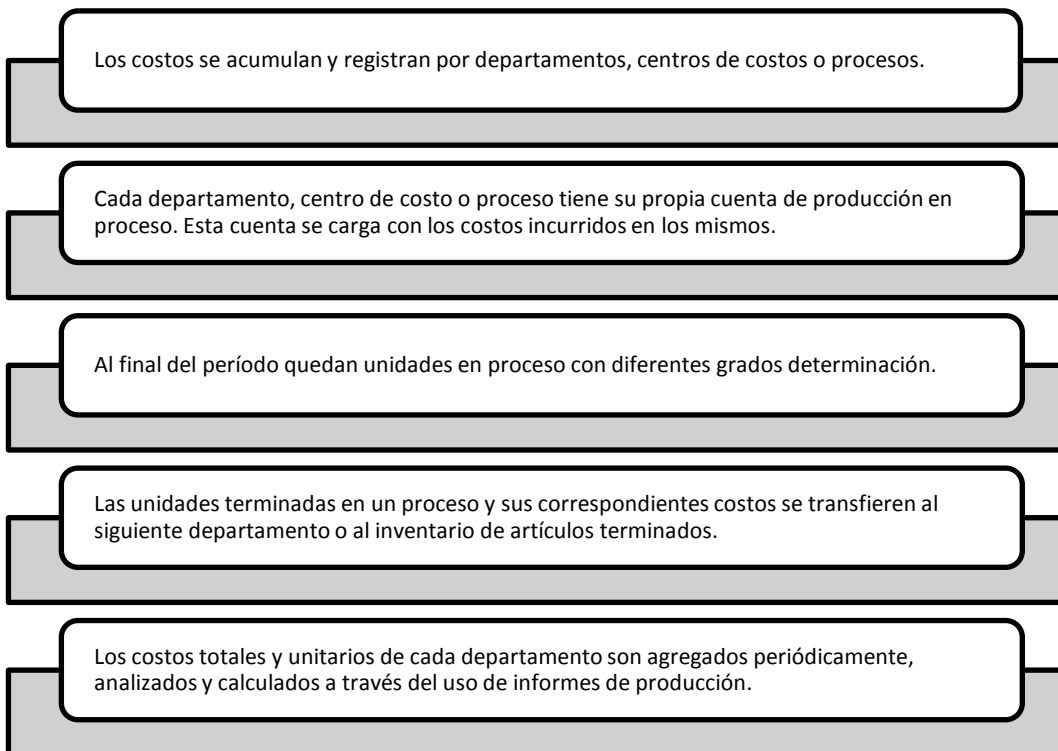 Los costos se acumulan y registran por departamentos, centros de costos o procesos.
Cada departamento, centro de costo o proceso tiene su propia cuenta de producción en
proceso. Esta cuenta se carga con los costos incurridos en los mismos.
Al final del período quedan unidades en proceso con diferentes grados determinación.
Las unidades terminadas en un proceso y sus correspondientes costos se transfieren al
siguiente departamento o al inventario de artículos terminados.
Los costos totales y unitarios de cada departamento son agregados periódicamente,
analizados y calculados a través del uso de informes de producción.